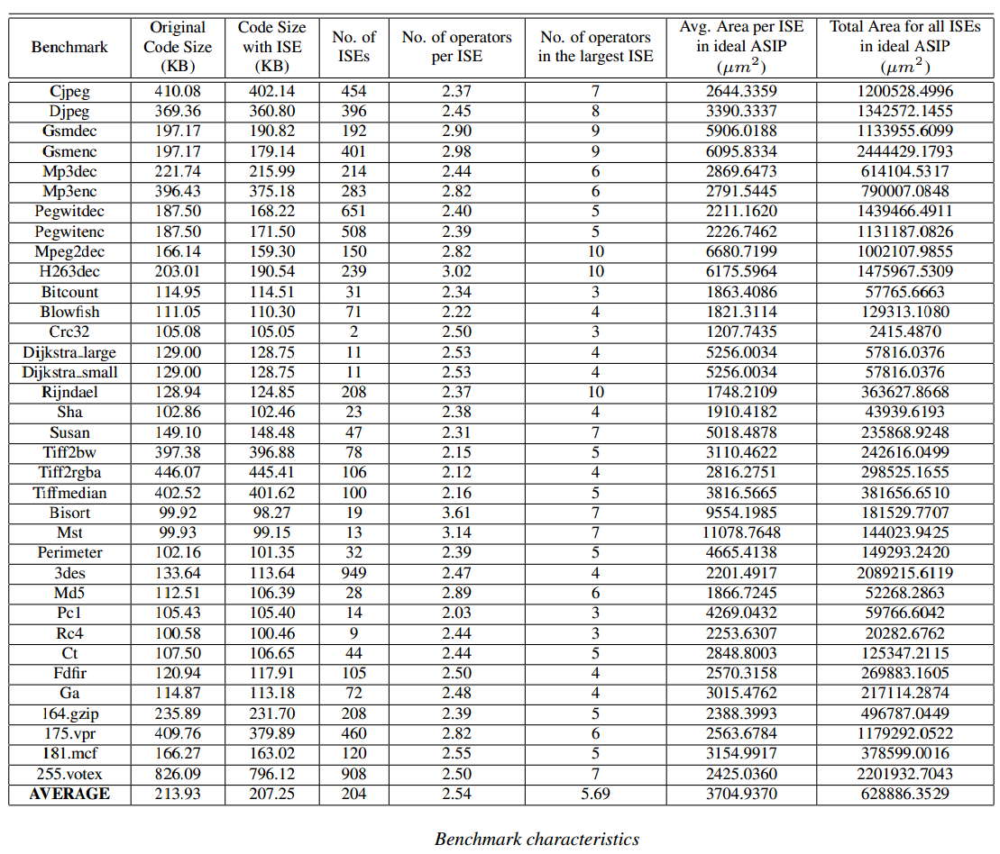 Benchmark Original Code Size (KB) Code Size with ISE (KB) No. of ISEs No. of operators per ISE No. of operators in the largest ISE Avg. Area per ISE in ideal ASIP (μm²) Total Area for all ISEs in ideal ASIP (μm²)
Cjpeg 410.08 402.14 454 2.37 7 2644.3359 1200528.4996
Djpeg 369.36 360.80 396 2.45 8 3390.3337 1342572.1455
Gsmdec 197.17 190.82 192 2.90 9 5906.0188 1133955.6099
Gsmenc 197.17 179.14 401 2.98 9 6095.8334 2444429.1793
Mp3dec 221.74 215.99 214 2.44 6 2869.6473 614104.5317
Mp3enc 396.43 375.18 283 2.82 6 2791.5445 790007.0848
Pegwitdec 187.50 168.22 651 2.40 5 2211.1620 1439466.4911
Pegwitenc 187.50 171.50 508 2.39 5 2226.7462 1131187.0826
Mpeg2dec 166.14 159.30 150 2.82 10 6680.7199 1002107.9855
H263dec 203.01 190.54 239 3.02 10 6175.5964 1475967.5309
Bitcount 114.95 114.51 31 2.34 3 1863.4086 57765.6663
Blowfish 111.05 110.30 71 2.22 4 1821.3114 129313.1080
Crc32 105.08 105.05 2 2.50 3 1207.7435 2415.4870
Dijkstra_large 129.00 128.75 11 2.53 4 5256.0034 57816.0376
Dijkstra_small 129.00 128.75 11 2.53 4 5256.0034 57816.0376
Rijndael 128.94 124.85 208 2.37 10 1748.2109 363627.8668
Sha 102.86 102.46 23 2.38 4 1910.4182 43939.6193
Susan 149.10 148.48 47 2.31 7 5018.4878 235868.9248
Tiff2bw 397.38 396.88 78 2.15 5 3110.4622 242616.0499
Tiff2rgba 446.07 445.41 106 2.12 4 2816.2751 298525.1655
Tiffmedian 402.52 401.62 100 2.16 5 3816.5665 381656.6510
Bisort 99.92 98.27 19 3.61 7 9554.1985 181529.7707
Mst 99.93 99.15 13 3.14 7 11078.7648 144023.9425
Perimeter 102.16 101.35 32 2.39 5 4665.4138 149293.2420
3des 133.64 113.64 949 2.47 4 2201.4917 2089215.6119
Md5 112.51 106.39 28 2.89 6 1866.7245 52268.2863
Pc1 105.43 105.40 14 2.03 3 4269.0432 59766.6042
Rc4 100.58 100.46 9 2.44 3 2253.6307 20282.6762
Ct 107.50 106.65 44 2.44 5 2848.8003 125347.2115
Fdfir 120.94 117.91 105 2.50 4 2570.3158 269883.1605
Ga 114.87 113.18 72 2.48 4 3015.4762 217114.2874
164.gzip 235.89 231.70 208 2.39 5 2388.3993 496787.0449
175.vpr 409.76 379.89 460 2.82 6 2563.6784 1179292.0522
181.mcf 166.27 163.02 120 2.55 5 3154.9917 378599.0016
255.votex 826.09 796.12 908 2.50 7 2425.0360 2201932.7043
AVERAGE 213.93 207.25 204 2.54 5.69 3704.9370 628886.3529
Benchmark characteristics